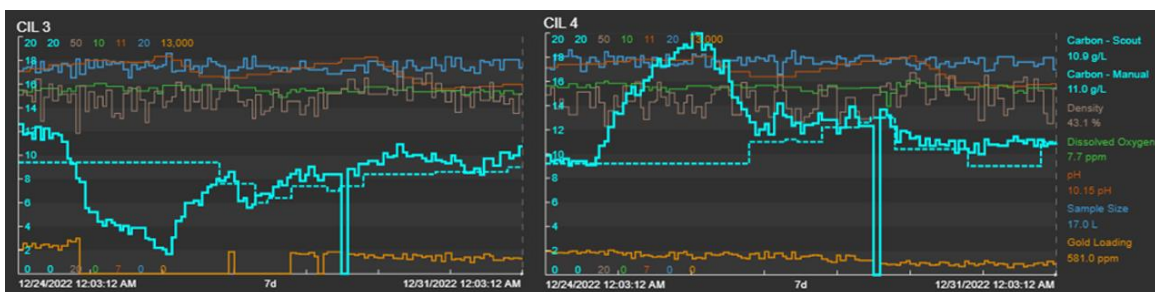 CIL 3
20 20 50 10 11 20 13,000
18
16
14
12
10
8
6
4
2
0 0 20 0 7 0 0
12/24/2022 12:03:12 AM 7d 12/31/2022 12:03:12 AM
CIL 4
20 20 50 10 11 20 13,000
18
16
14
12
10
8
6
4
2
0 0 20 0 7 0 0
12/24/2022 12:03:12 AM 7d 12/31/2022 12:03:12 AM
Carbon - Scout
10.9 g/L
Carbon - Manual
11.0 g/L
Density
43.1 %
Dissolved Oxygen
7.7 ppm
pH
10.15 pH
Sample Size
17.0 L
Gold Loading
581.0 ppm